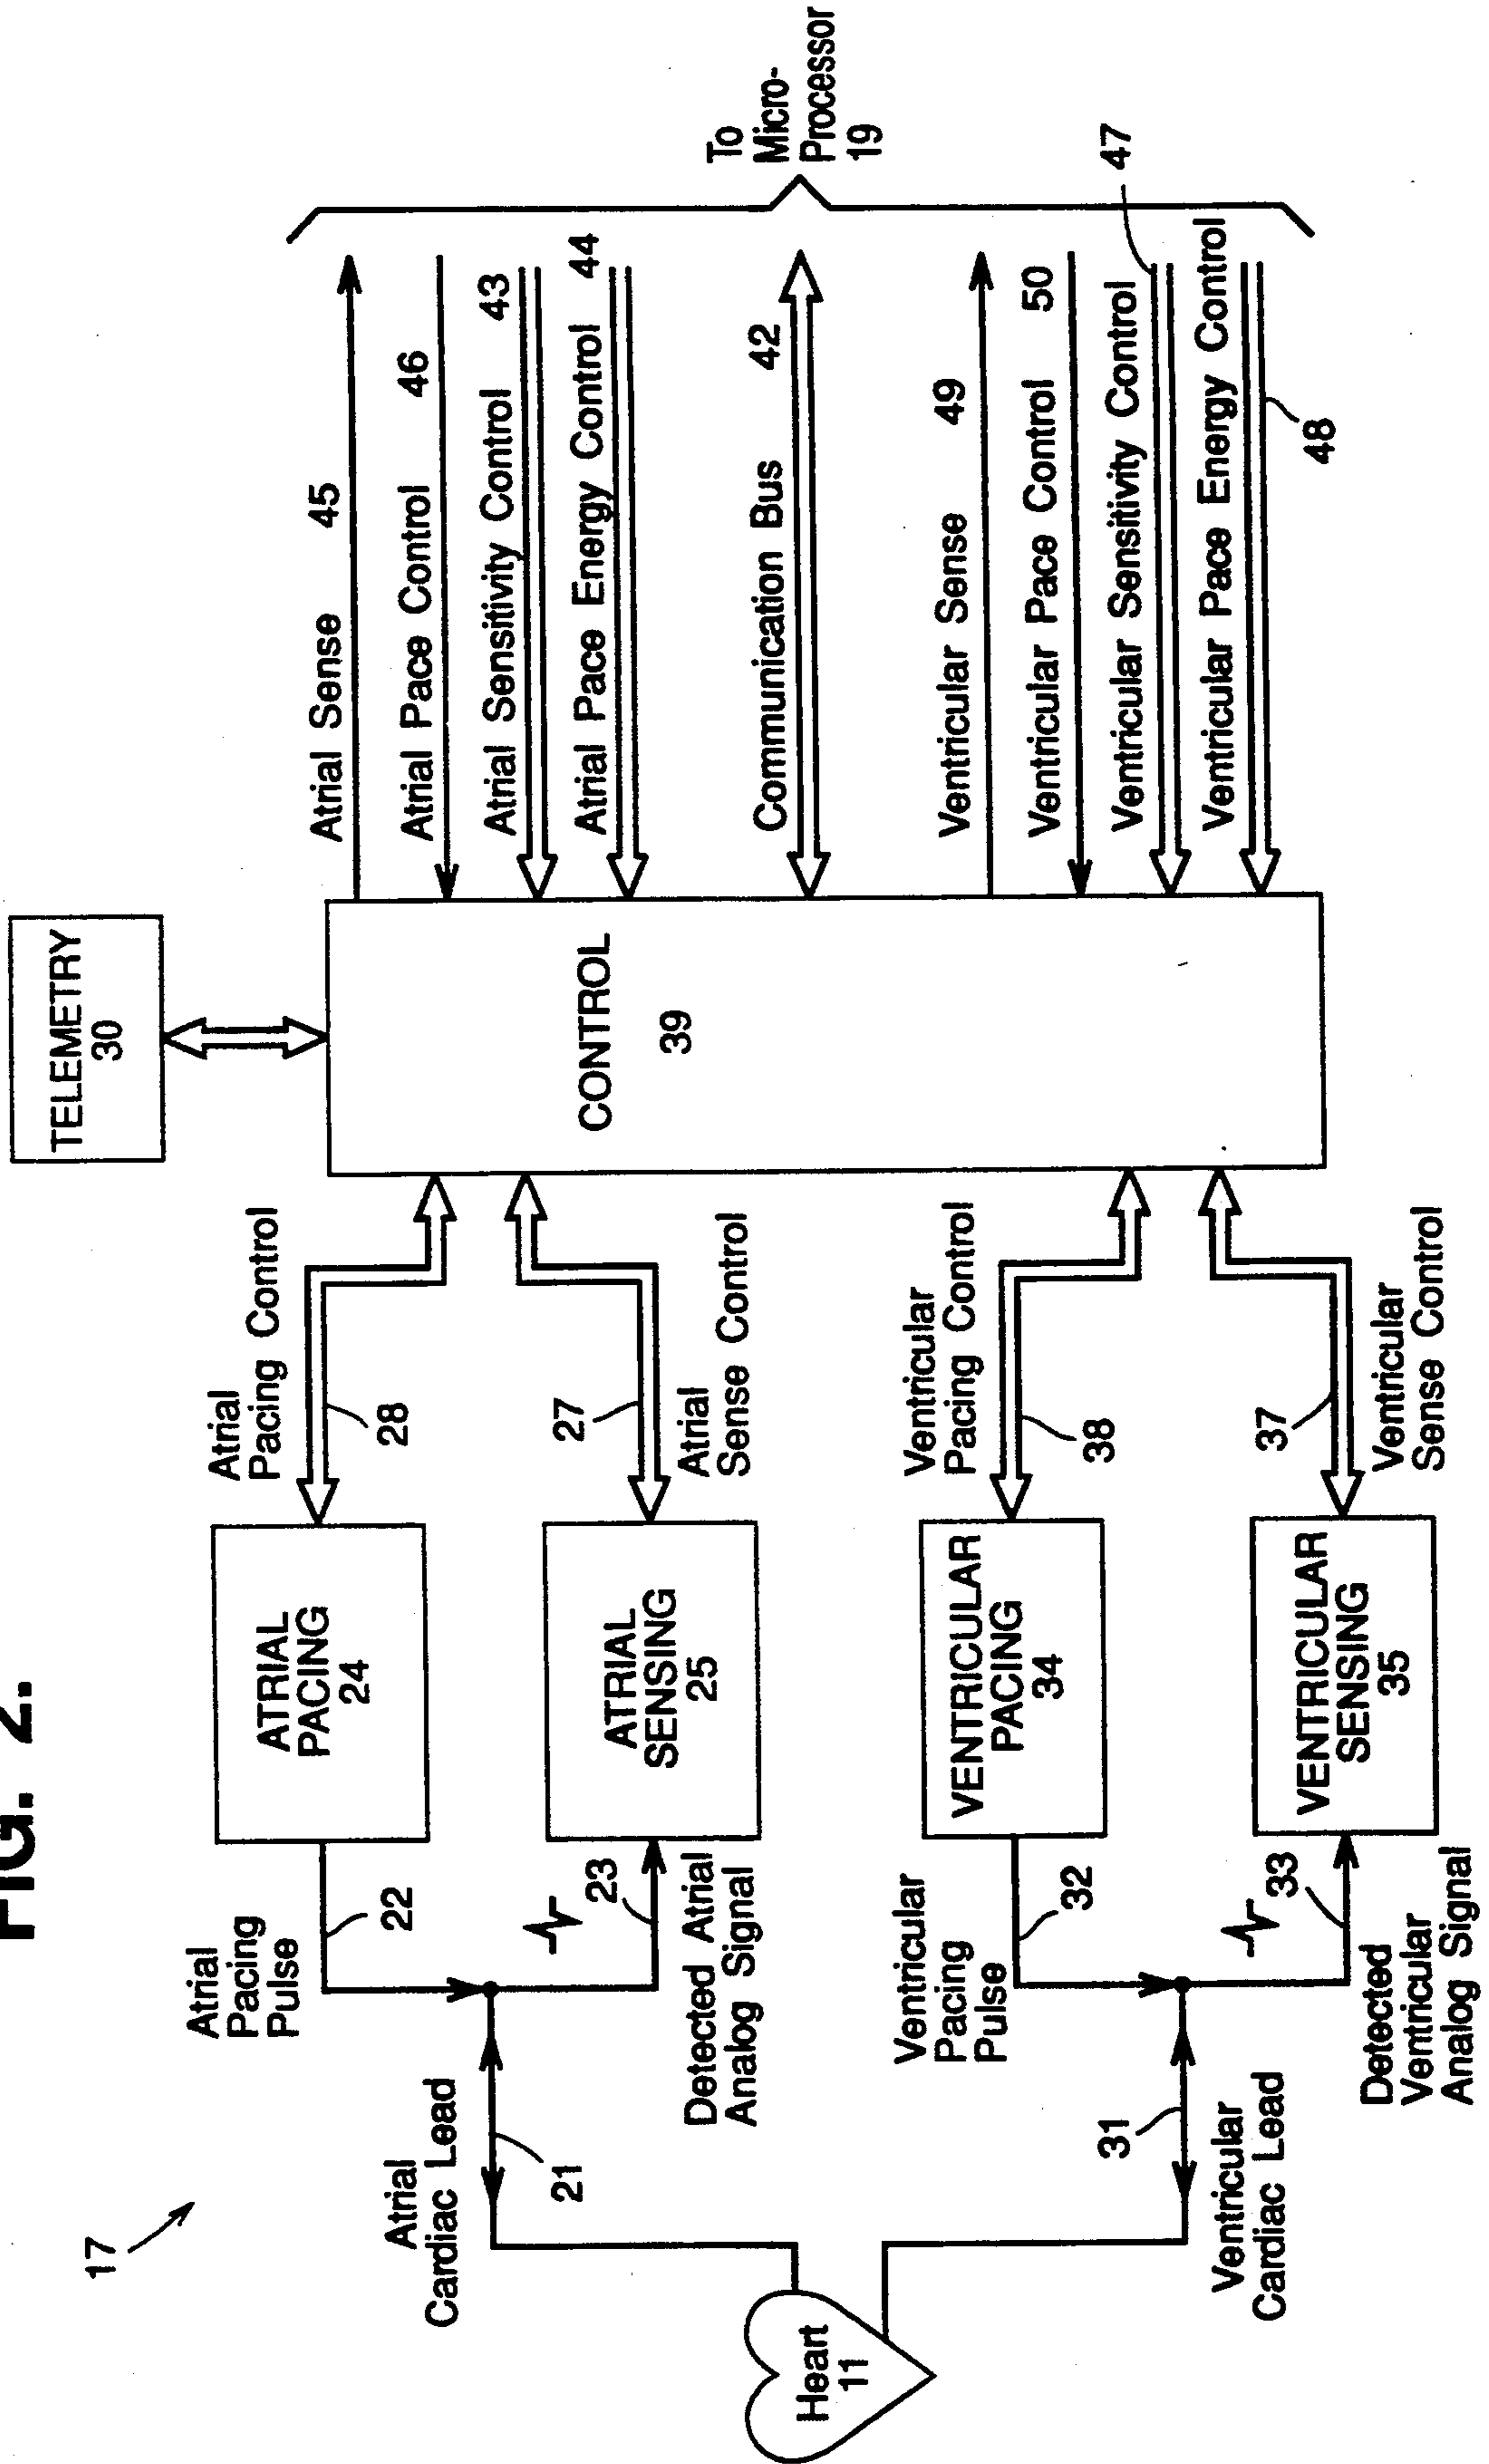 FIG. 2.
17
TELEMETRY
30
Atrial
Pacing
Pulse
22
ATRIAL
PACING
24
Atrial
Pacing Control
28
Atrial
Cardiac Lead
21
23
Detected Atrial
Analog Signal
ATRIAL
SENSING
25
27
Atrial
Sense Control
Heart
11
CONTROL
39
Ventricular
Pacing
Pulse
32
VENTRICULAR
PACING
34
Ventricular
Pacing Control
38
31
Ventricular
Cardiac Lead
33
Detected
Ventricular
Analog Signal
VENTRICULAR
SENSING
35
37
Ventricular
Sense Control
Atrial Sense 45
Atrial Pace Control 46
Atrial Sensitivity Control 43
Atrial Pace Energy Control 44
Communication Bus 42
Ventricular Sense 49
Ventricular Pace Control 50
Ventricular Sensitivity Control
47
Ventricular Pace Energy Control
48
To
Micro-
Processor
19